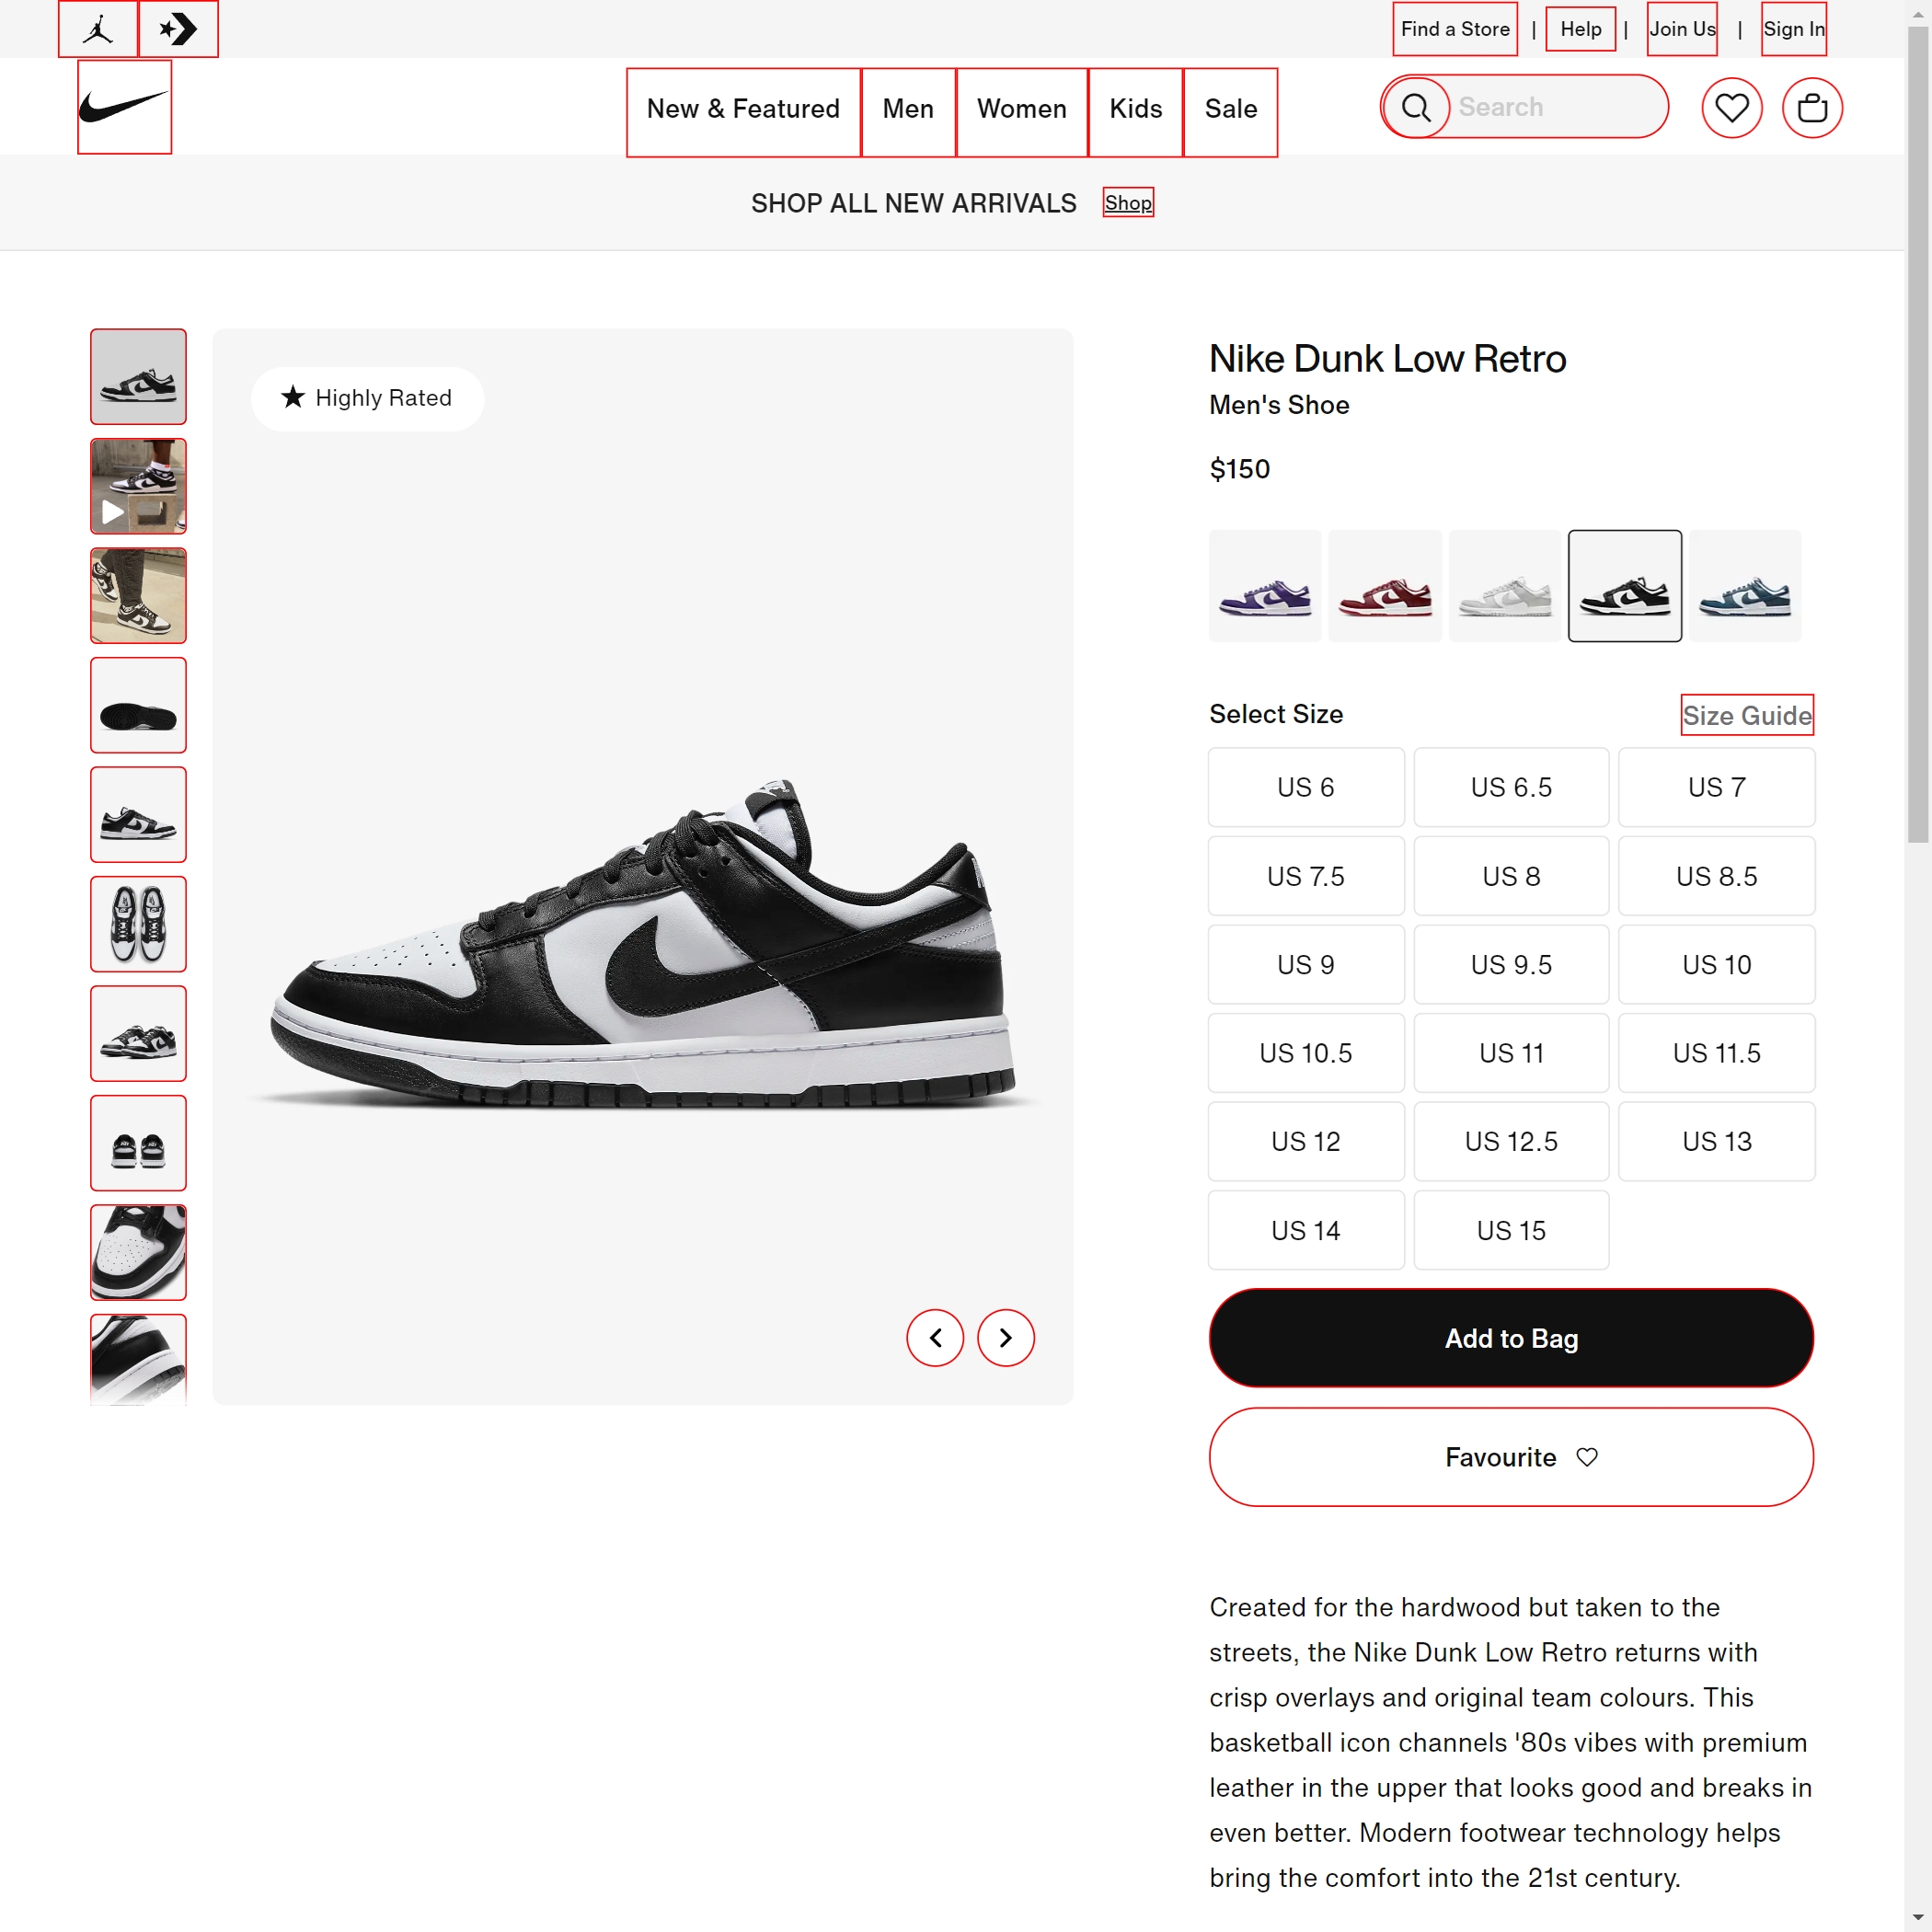 Find a Store | Help | Join Us | Sign In
New & Featured Men Women Kids Sale Search
SHOP ALL NEW ARRIVALS Shop
★ Highly Rated
Nike Dunk Low Retro
Men's Shoe
$150
Select Size Size Guide
US 6 US 6.5 US 7
US 7.5 US 8 US 8.5
US 9 US 9.5 US 10
US 10.5 US 11 US 11.5
US 12 US 12.5 US 13
US 14 US 15
Add to Bag
Favourite
Created for the hardwood but taken to the
streets, the Nike Dunk Low Retro returns with
crisp overlays and original team colours. This
basketball icon channels '80s vibes with premium
leather in the upper that looks good and breaks in
even better. Modern footwear technology helps
bring the comfort into the 21st century.